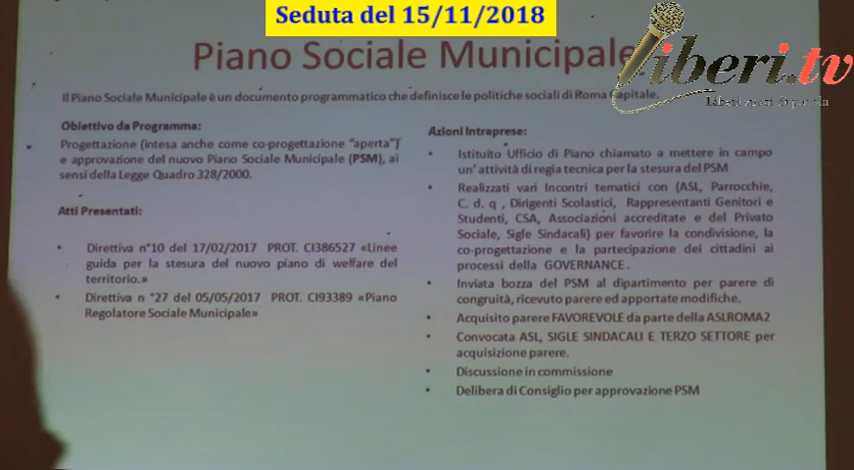 Seduta del 15/11/2018
Piano Sociale Municipale
liberi.tv
Liberi
di parola
Il Piano Sociale Municipale è un documento programmatico che definisce le politiche sociali di Roma Capitale.
Obiettivo da Programma:
Progettazione (intesa anche come co-progettazione "aperta")
e approvazione del nuovo Piano Sociale Municipale (PSM), ai
sensi della Legge Quadro 328/2000.
Atti Presentati:
• Direttiva n°10 del 17/02/2017 PROT. CI386527 «Linee
guida per la stesura del nuovo piano di welfare del
territorio.»
• Direttiva n °27 del 05/05/2017 PROT. CI93389 «Piano
Regolatore Sociale Municipale»
Azioni Intraprese:
• Istituito Ufficio di Piano chiamato a mettere in campo
un' attività di regia tecnica per la stesura del PSM
• Realizzati vari Incontri tematici con (ASL, Parrocchie,
C. d. q , Dirigenti Scolastici, Rappresentanti Genitori e
Studenti, CSA, Associazioni accreditate e del Privato
Sociale, Sigle Sindacali) per favorire la condivisione, la
co-progettazione e la partecipazione dei cittadini ai
processi della GOVERNANCE .
• Inviata bozza del PSM al dipartimento per parere di
congruità, ricevuto parere ed apportate modifiche.
• Acquisito parere FAVOREVOLE da parte della ASLROMA2
• Convocata ASL, SIGLE SINDACALI E TERZO SETTORE per
acquisizione parere.
• Discussione in commissione
• Delibera di Consiglio per approvazione PSM